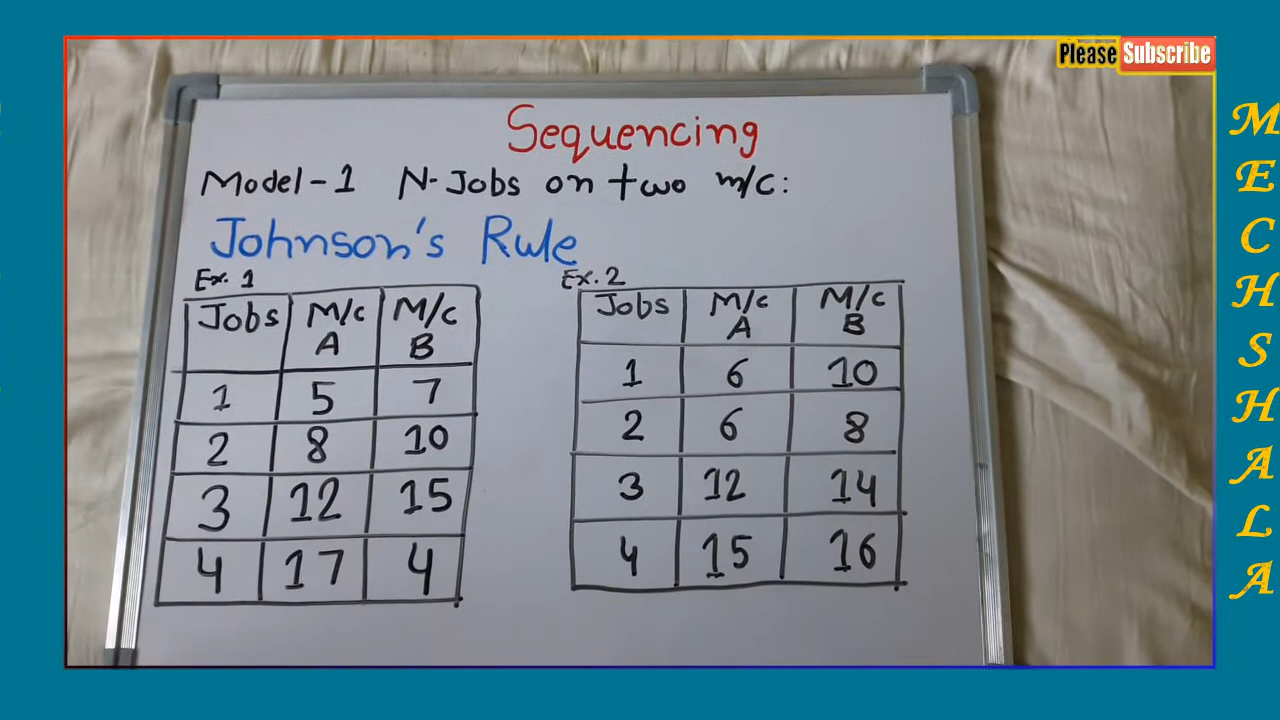 Please Subscribe
Sequencing
Model-1 N-Jobs on two m/c:
Johnson's Rule
Ex. 1
Jobs M/c A M/c B
1 5 7
2 8 10
3 12 15
4 17 4
Ex. 2
Jobs M/c A M/c B
1 6 10
2 6 8
3 12 14
4 15 16
MECHSHALA